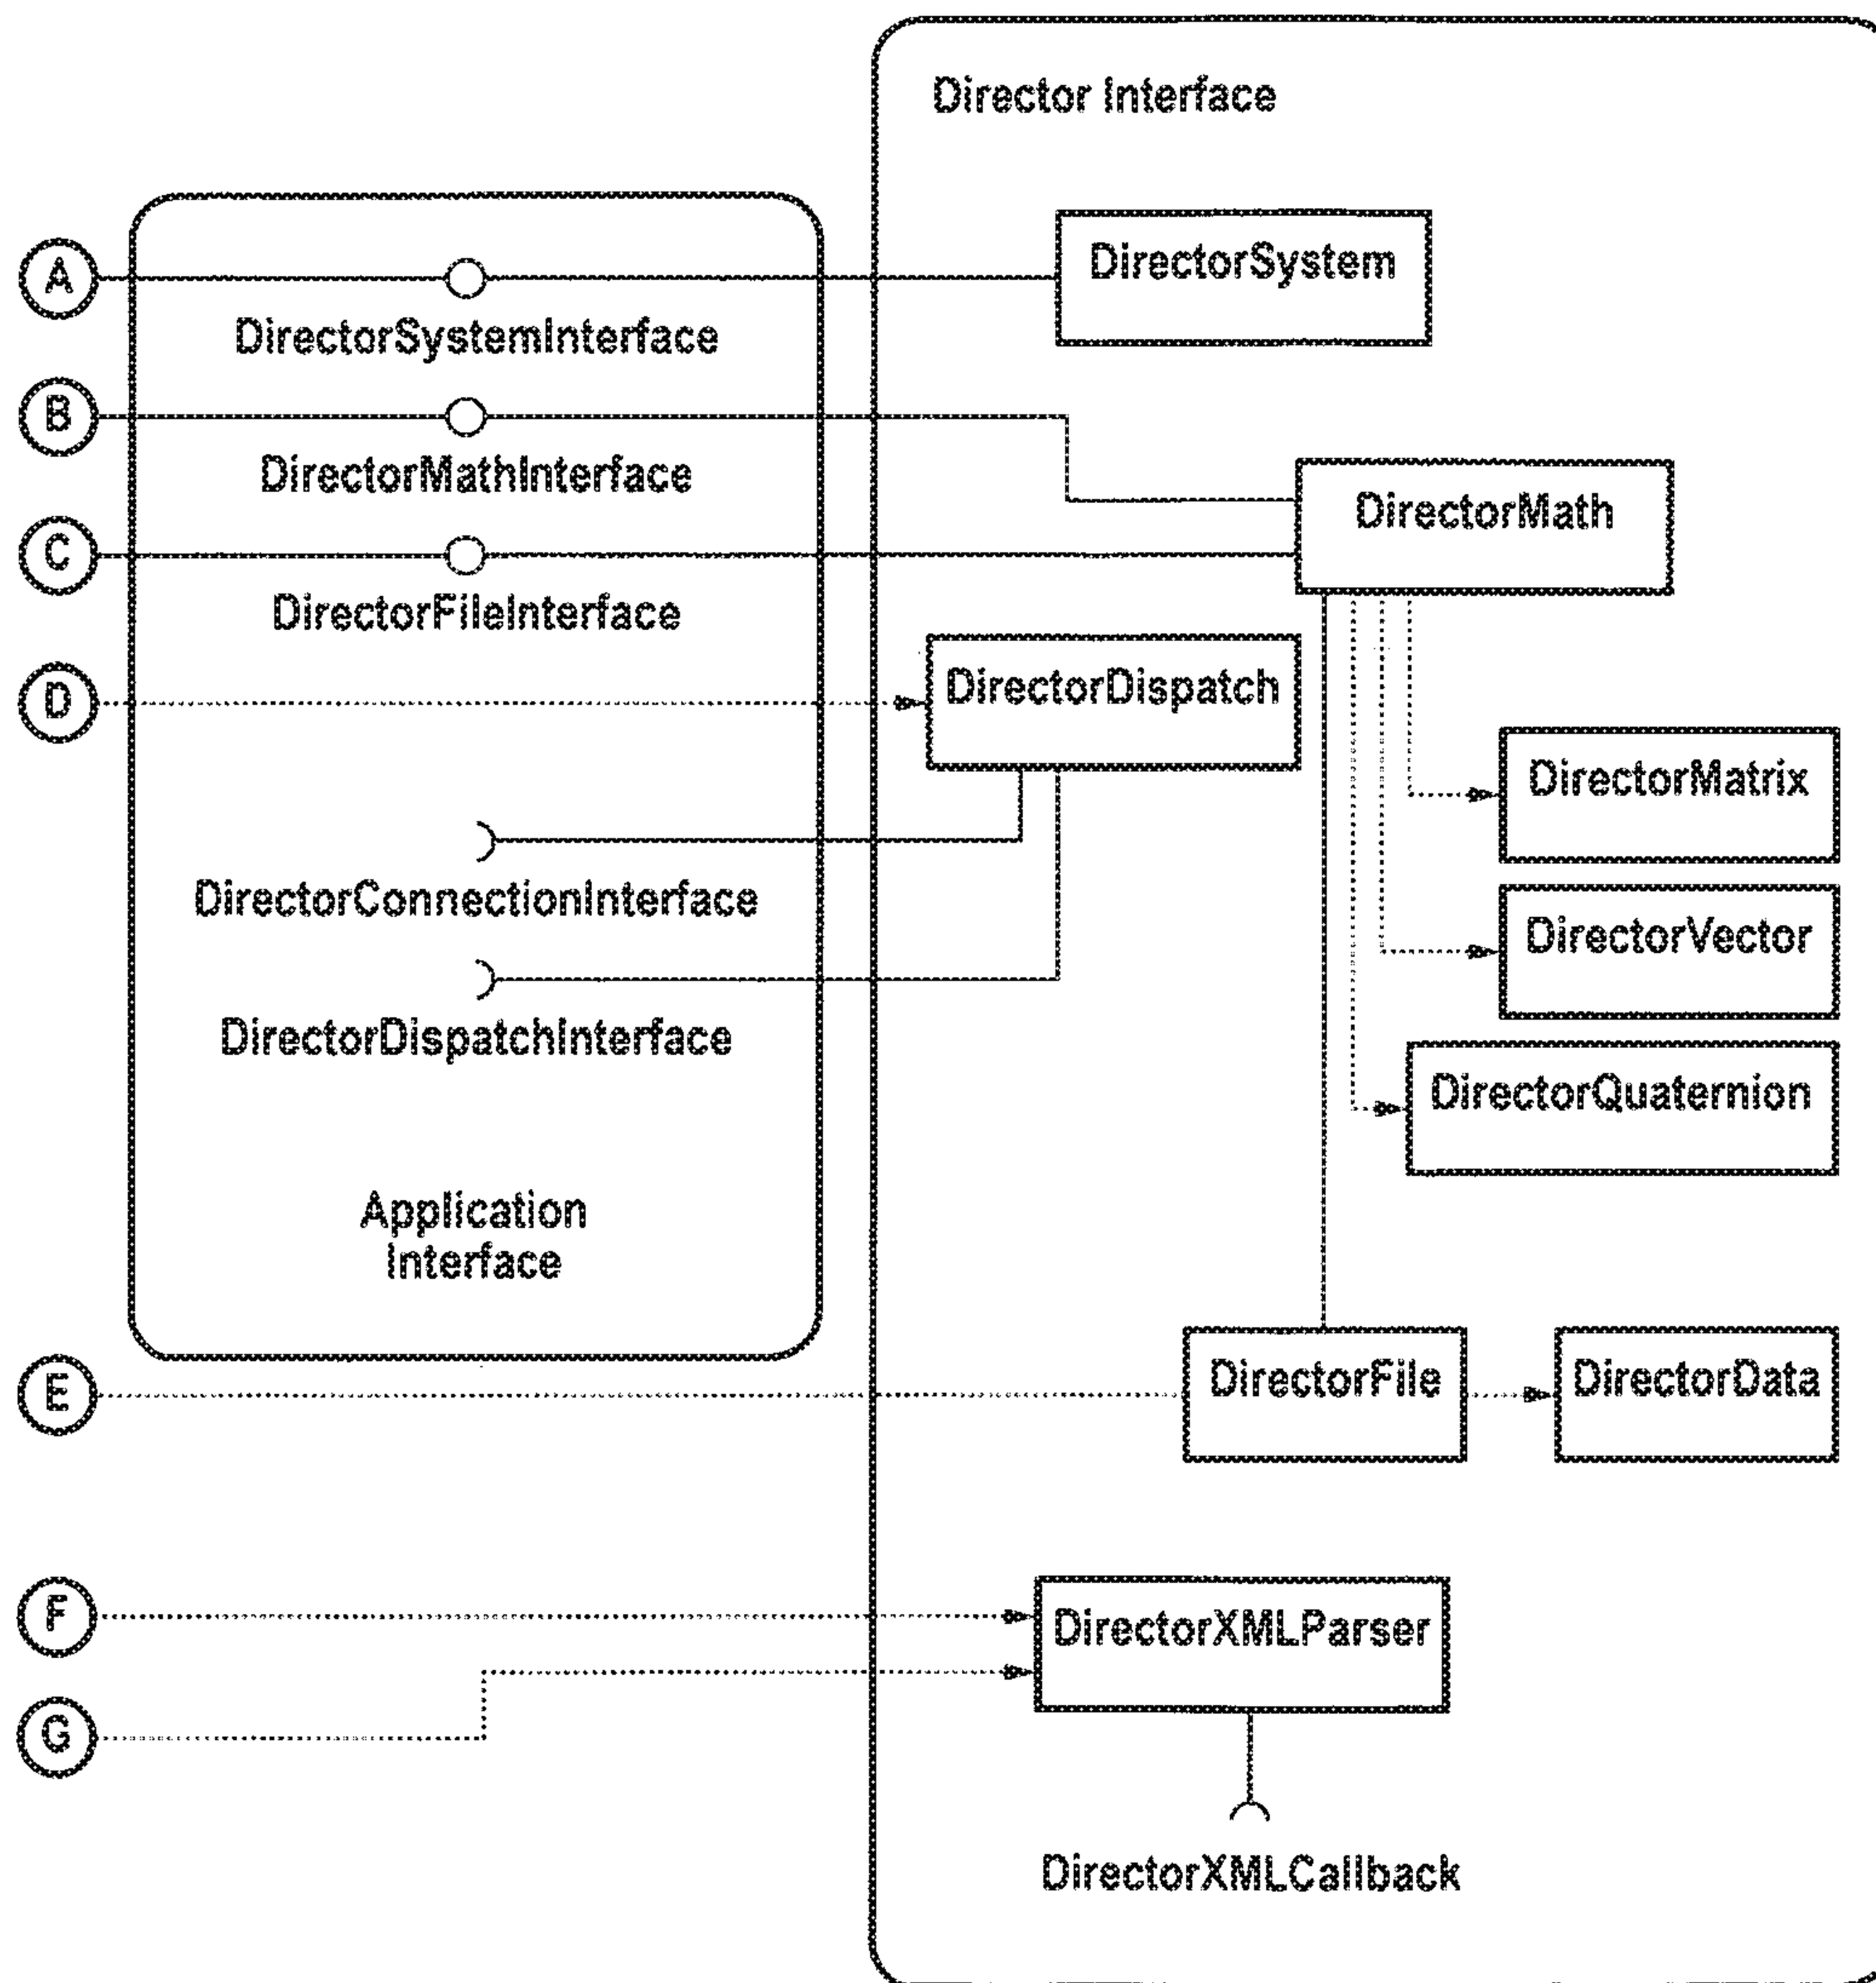 Director Interface
A
DirectorSystem
DirectorSystemInterface
B
DirectorMathInterface
DirectorMath
C
DirectorFileInterface
D
DirectorDispatch
DirectorMatrix
DirectorConnectionInterface
DirectorVector
DirectorDispatchInterface
DirectorQuaternion
Application
Interface
E
DirectorFile
DirectorData
F
DirectorXMLParser
G
DirectorXMLCallback